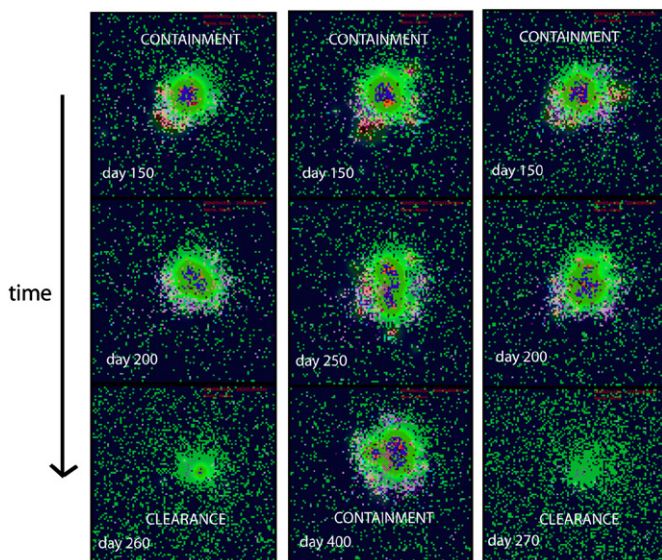 CONTAINMENT
CONTAINMENT
CONTAINMENT
day 150
day 150
day 150
time
day 200
day 250
day 200
CLEARANCE
CONTAINMENT
CLEARANCE
day 260
day 400
day 270